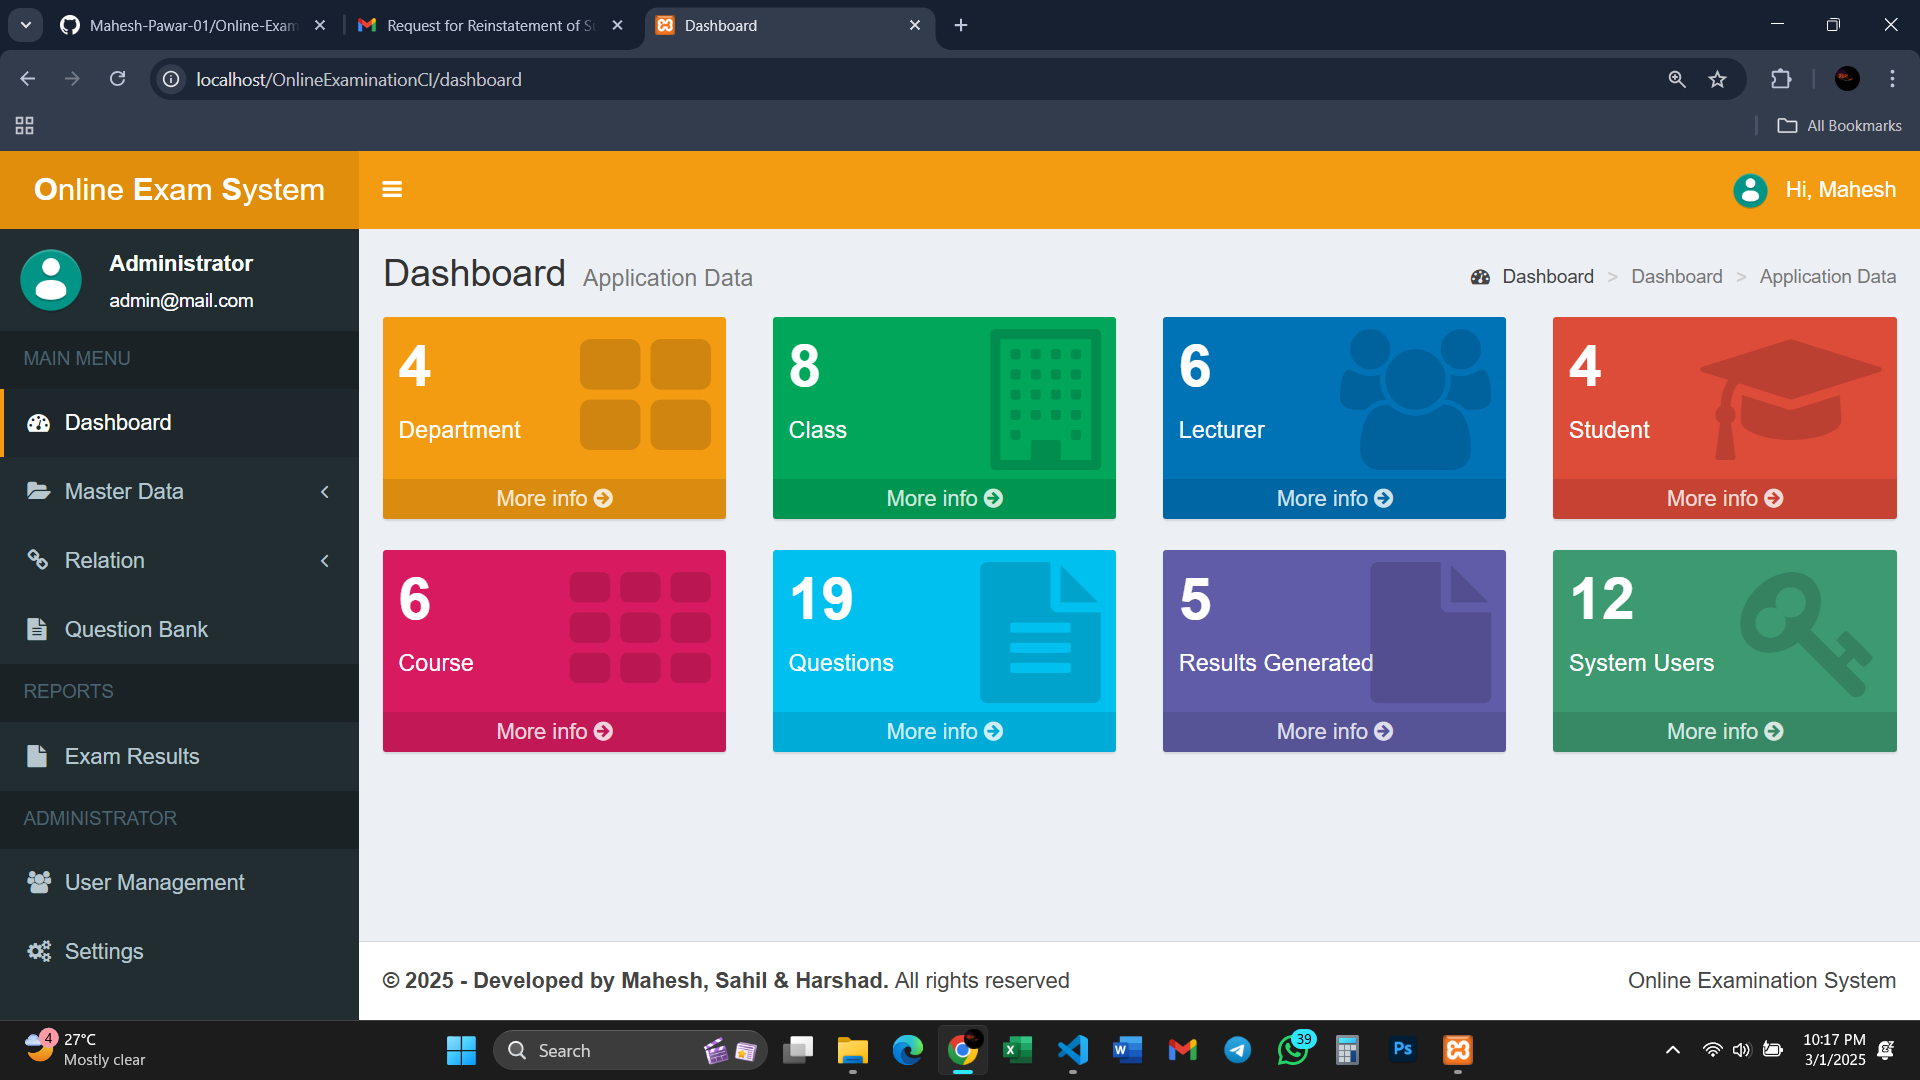 Mahesh-Pawar-01/Online-Exam
Request for Reinstatement of Su
Dashboard
localhost/OnlineExaminationCI/dashboard
All Bookmarks
Online Exam System
Hi, Mahesh
Administrator
admin@mail.com
MAIN MENU
Dashboard
Master Data
Relation
Question Bank
REPORTS
Exam Results
ADMINISTRATOR
User Management
Settings
Dashboard Application Data
Dashboard > Dashboard > Application Data
4
Department
More info
8
Class
More info
6
Lecturer
More info
4
Student
More info
6
Course
More info
19
Questions
More info
5
Results Generated
More info
12
System Users
More info
© 2025 - Developed by Mahesh, Sahil & Harshad. All rights reserved
Online Examination System
4
27°C
Mostly clear
Search
39
Ps
10:17 PM
3/1/2025